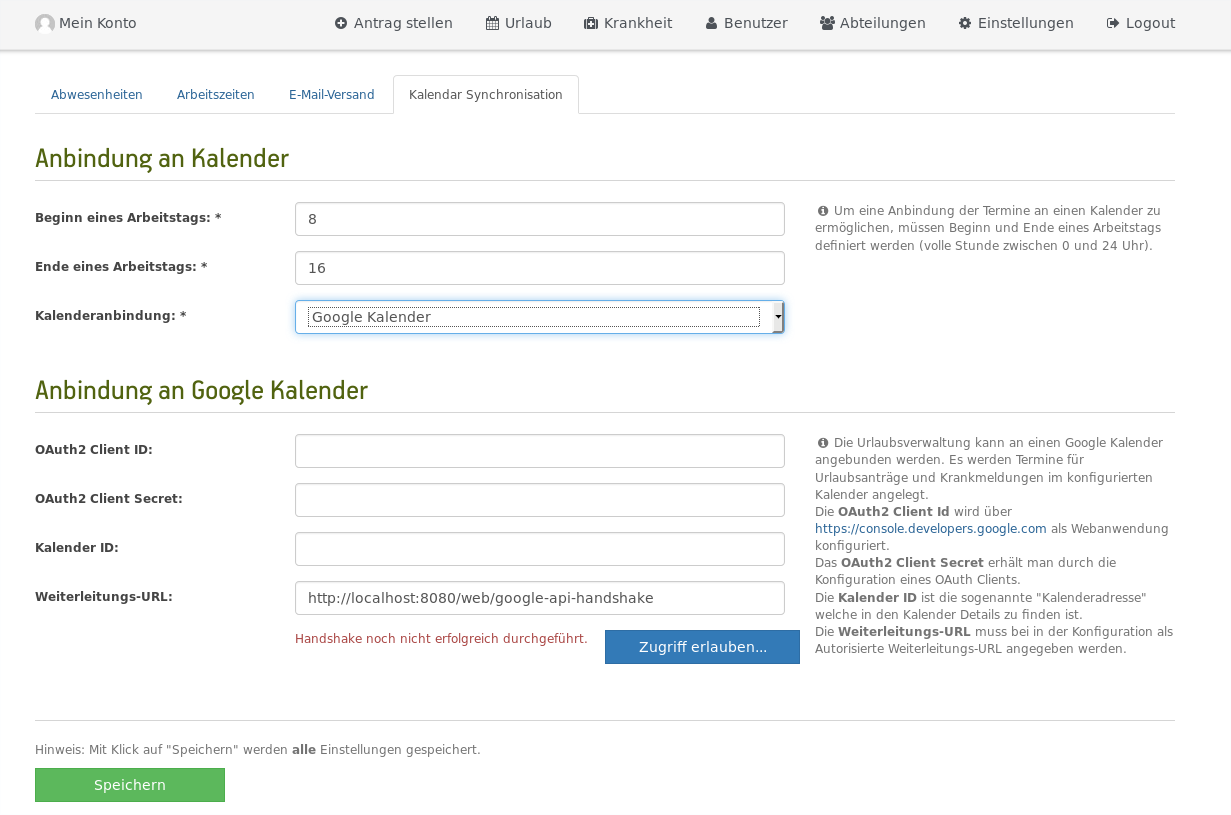 Mein Konto Antrag stellen Urlaub Krankheit Benutzer Abteilungen Einstellungen Logout
Abwesenheiten Arbeitszeiten E-Mail-Versand Kalendar Synchronisation
Anbindung an Kalender
Beginn eines Arbeitstags: * 8
Um eine Anbindung der Termine an einen Kalender zu
ermöglichen, müssen Beginn und Ende eines Arbeitstags
definiert werden (volle Stunde zwischen 0 und 24 Uhr).
Ende eines Arbeitstags: * 16
Kalenderanbindung: * Google Kalender
Anbindung an Google Kalender
OAuth2 Client ID:
OAuth2 Client Secret:
Kalender ID:
Weiterleitungs-URL: http://localhost:8080/web/google-api-handshake
Handshake noch nicht erfolgreich durchgeführt. Zugriff erlauben...
Die Urlaubsverwaltung kann an einen Google Kalender
angebunden werden. Es werden Termine für
Urlaubsanträge und Krankmeldungen im konfigurierten
Kalender angelegt.
Die OAuth2 Client Id wird über
https://console.developers.google.com als Webanwendung
konfiguriert.
Das OAuth2 Client Secret erhält man durch die
Konfiguration eines OAuth Clients.
Die Kalender ID ist die sogenannte "Kalenderadresse"
welche in den Kalender Details zu finden ist.
Die Weiterleitungs-URL muss bei in der Konfiguration als
Autorisierte Weiterleitungs-URL angegeben werden.
Hinweis: Mit Klick auf "Speichern" werden alle Einstellungen gespeichert.
Speichern